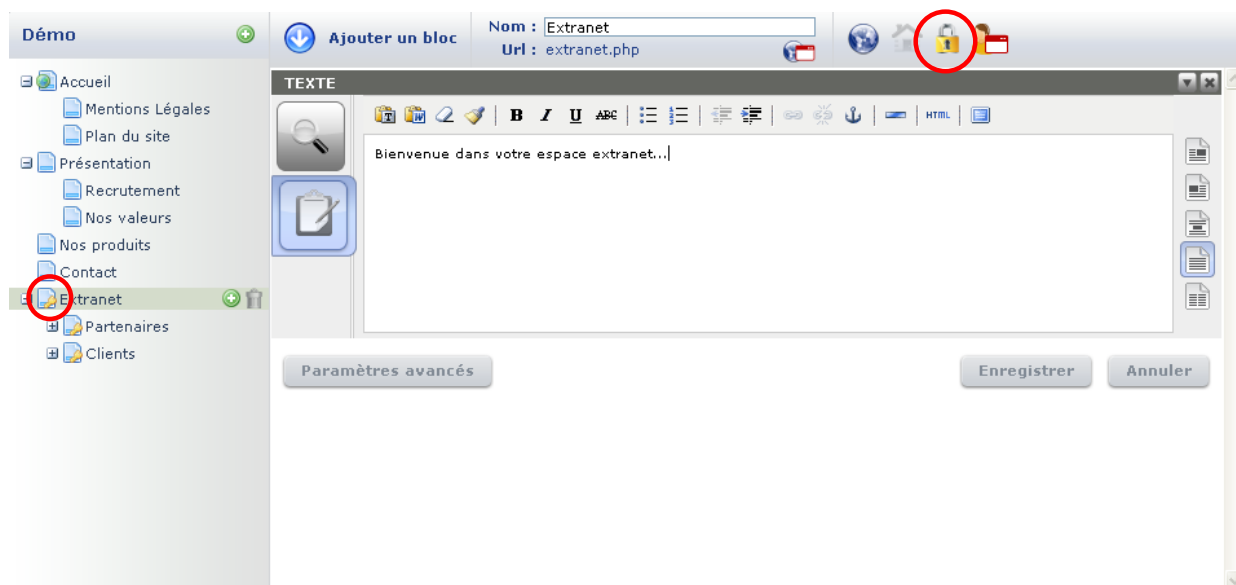 Démo
Ajouter un bloc
Nom : Extranet
Url : extranet.php
Accueil
Mentions Légales
Plan du site
Présentation
Recrutement
Nos valeurs
Nos produits
Contact
Extranet
Partenaires
Clients
TEXTE
B I U ABC HTML
Bienvenue dans votre espace extranet...
Paramètres avancés
Enregistrer
Annuler